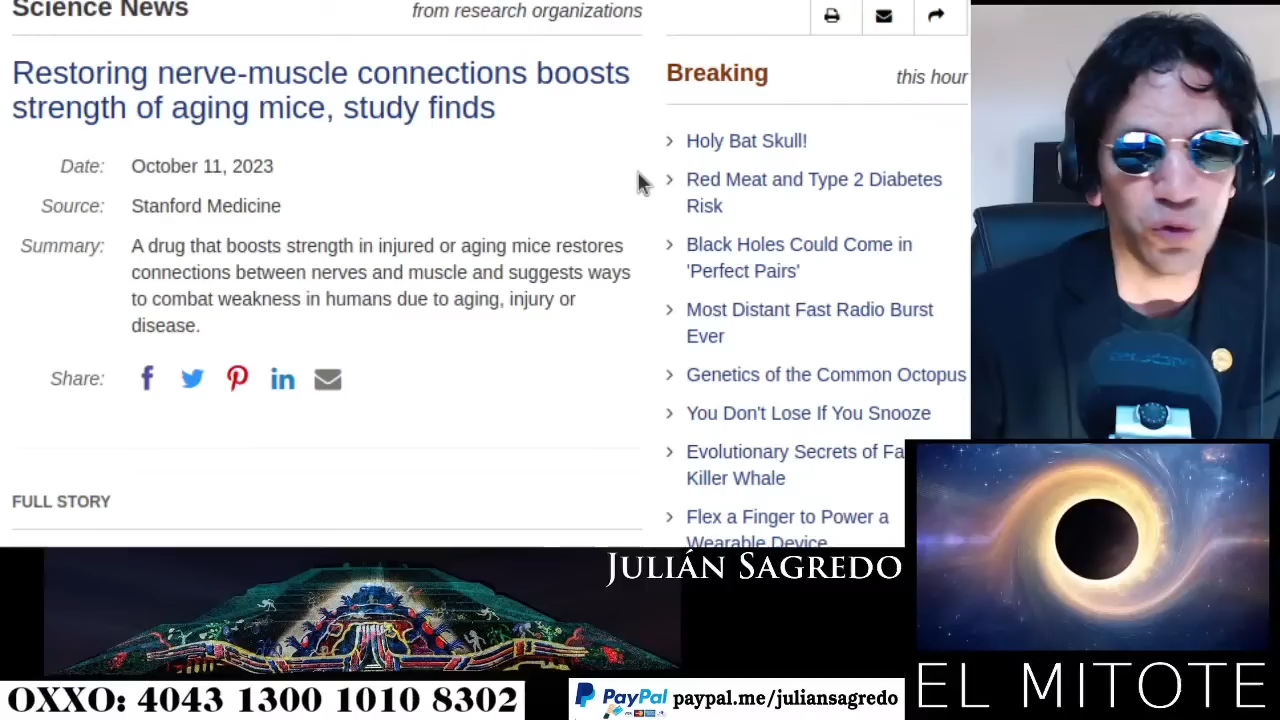 Science News
from research organizations
Restoring nerve-muscle connections boosts
strength of aging mice, study finds
Date: October 11, 2023
Source: Stanford Medicine
Summary: A drug that boosts strength in injured or aging mice restores
connections between nerves and muscle and suggests ways
to combat weakness in humans due to aging, injury or
disease.
Share:
FULL STORY
Breaking
this hour
Holy Bat Skull!
Red Meat and Type 2 Diabetes
Risk
Black Holes Could Come in
'Perfect Pairs'
Most Distant Fast Radio Burst
Ever
Genetics of the Common Octopus
You Don't Lose If You Snooze
Evolutionary Secrets of Fa
Killer Whale
Flex a Finger to Power a
Wearable Device
JULIÁN SAGREDO
OXXO: 4043 1300 1010 8302
PayPal paypal.me/juliansagredo
EL MITOTE